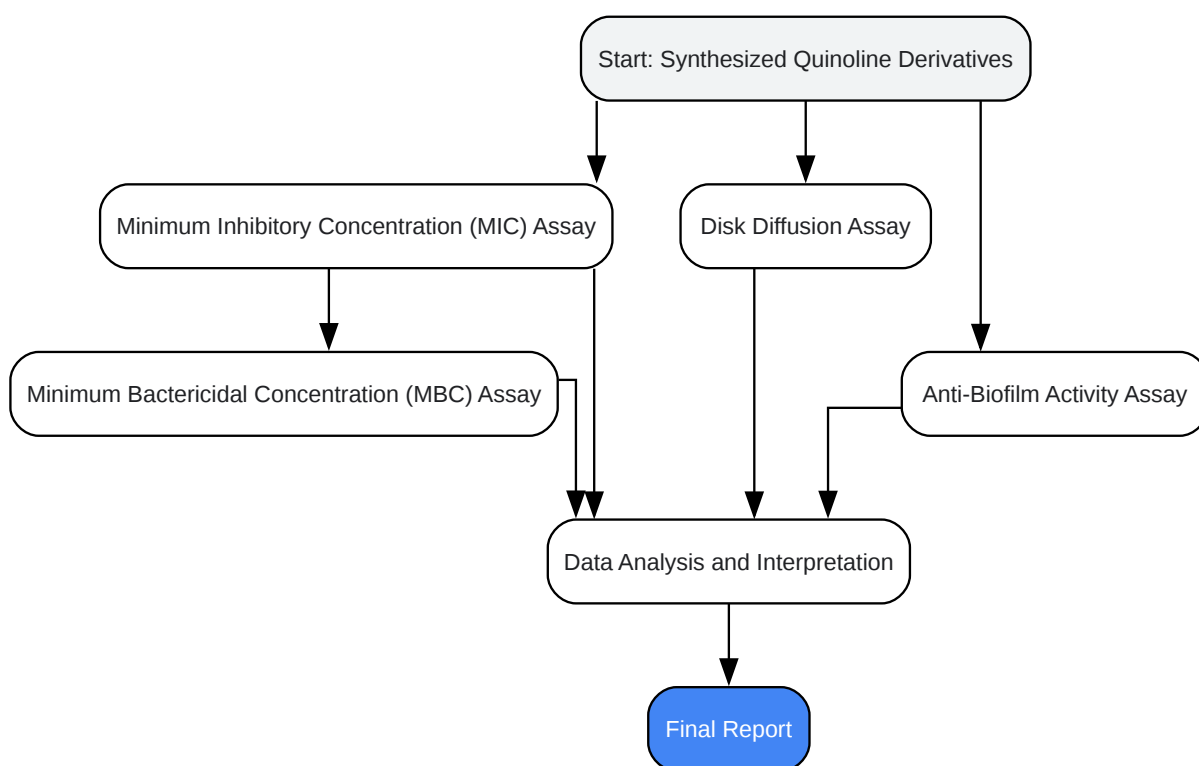 Start: Synthesized Quinoline Derivatives
Minimum Inhibitory Concentration (MIC) Assay
Disk Diffusion Assay
Minimum Bactericidal Concentration (MBC) Assay
Anti-Biofilm Activity Assay
Data Analysis and Interpretation
Final Report